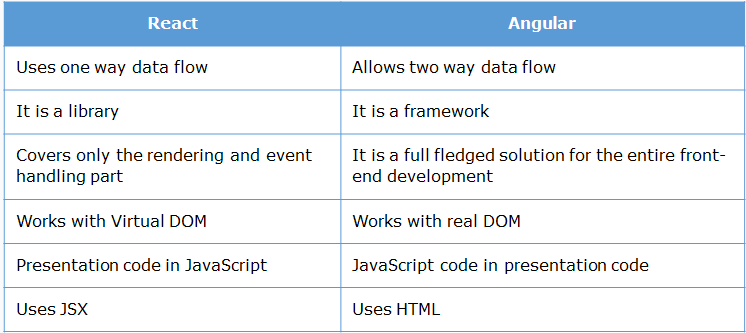 React Angular
Uses one way data flow Allows two way data flow
It is a library It is a framework
Covers only the rendering and event It is a full fledged solution for the entire front-
handling part end development
Works with Virtual DOM Works with real DOM
Presentation code in JavaScript JavaScript code in presentation code
Uses JSX Uses HTML